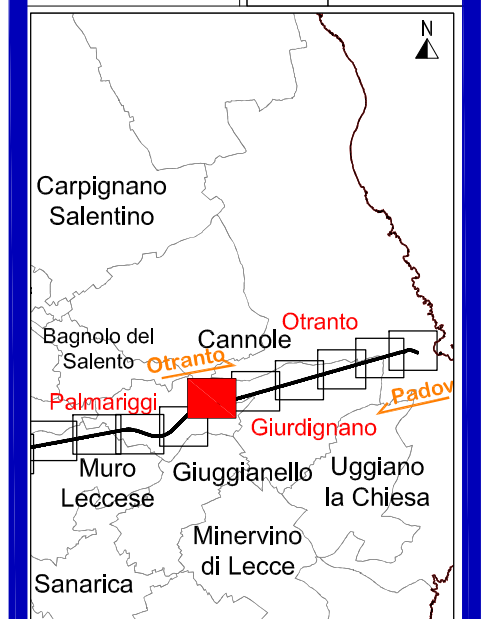 N
Carpignano
Salentino
Otranto
Bagnolo del
Salento
Cannole
Otranto
Palmariggi
Padov
Giurdignano
Muro
Leccese
Giuggianello
Uggiano
la Chiesa
Minervino
di Lecce
Sanarica